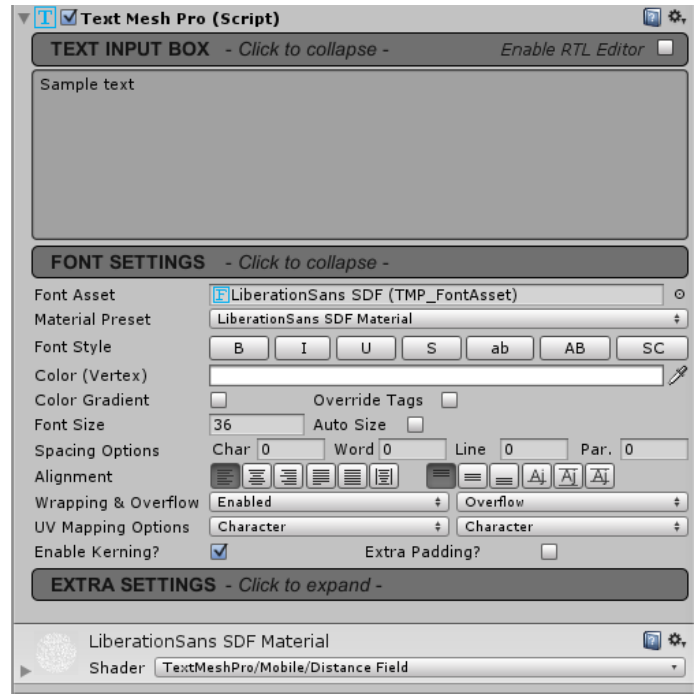 Text Mesh Pro (Script)
TEXT INPUT BOX - Click to collapse - Enable RTL Editor
Sample text
FONT SETTINGS - Click to collapse -
Font Asset LiberationSans SDF (TMP_FontAsset)
Material Preset LiberationSans SDF Material
Font Style B I U S ab AB SC
Color (Vertex)
Color Gradient Override Tags
Font Size 36 Auto Size
Spacing Options Char 0 Word 0 Line 0 Par. 0
Alignment
Wrapping & Overflow Enabled Overflow
UV Mapping Options Character Character
Enable Kerning? Extra Padding?
EXTRA SETTINGS - Click to expand -
LiberationSans SDF Material
Shader TextMeshPro/Mobile/Distance Field